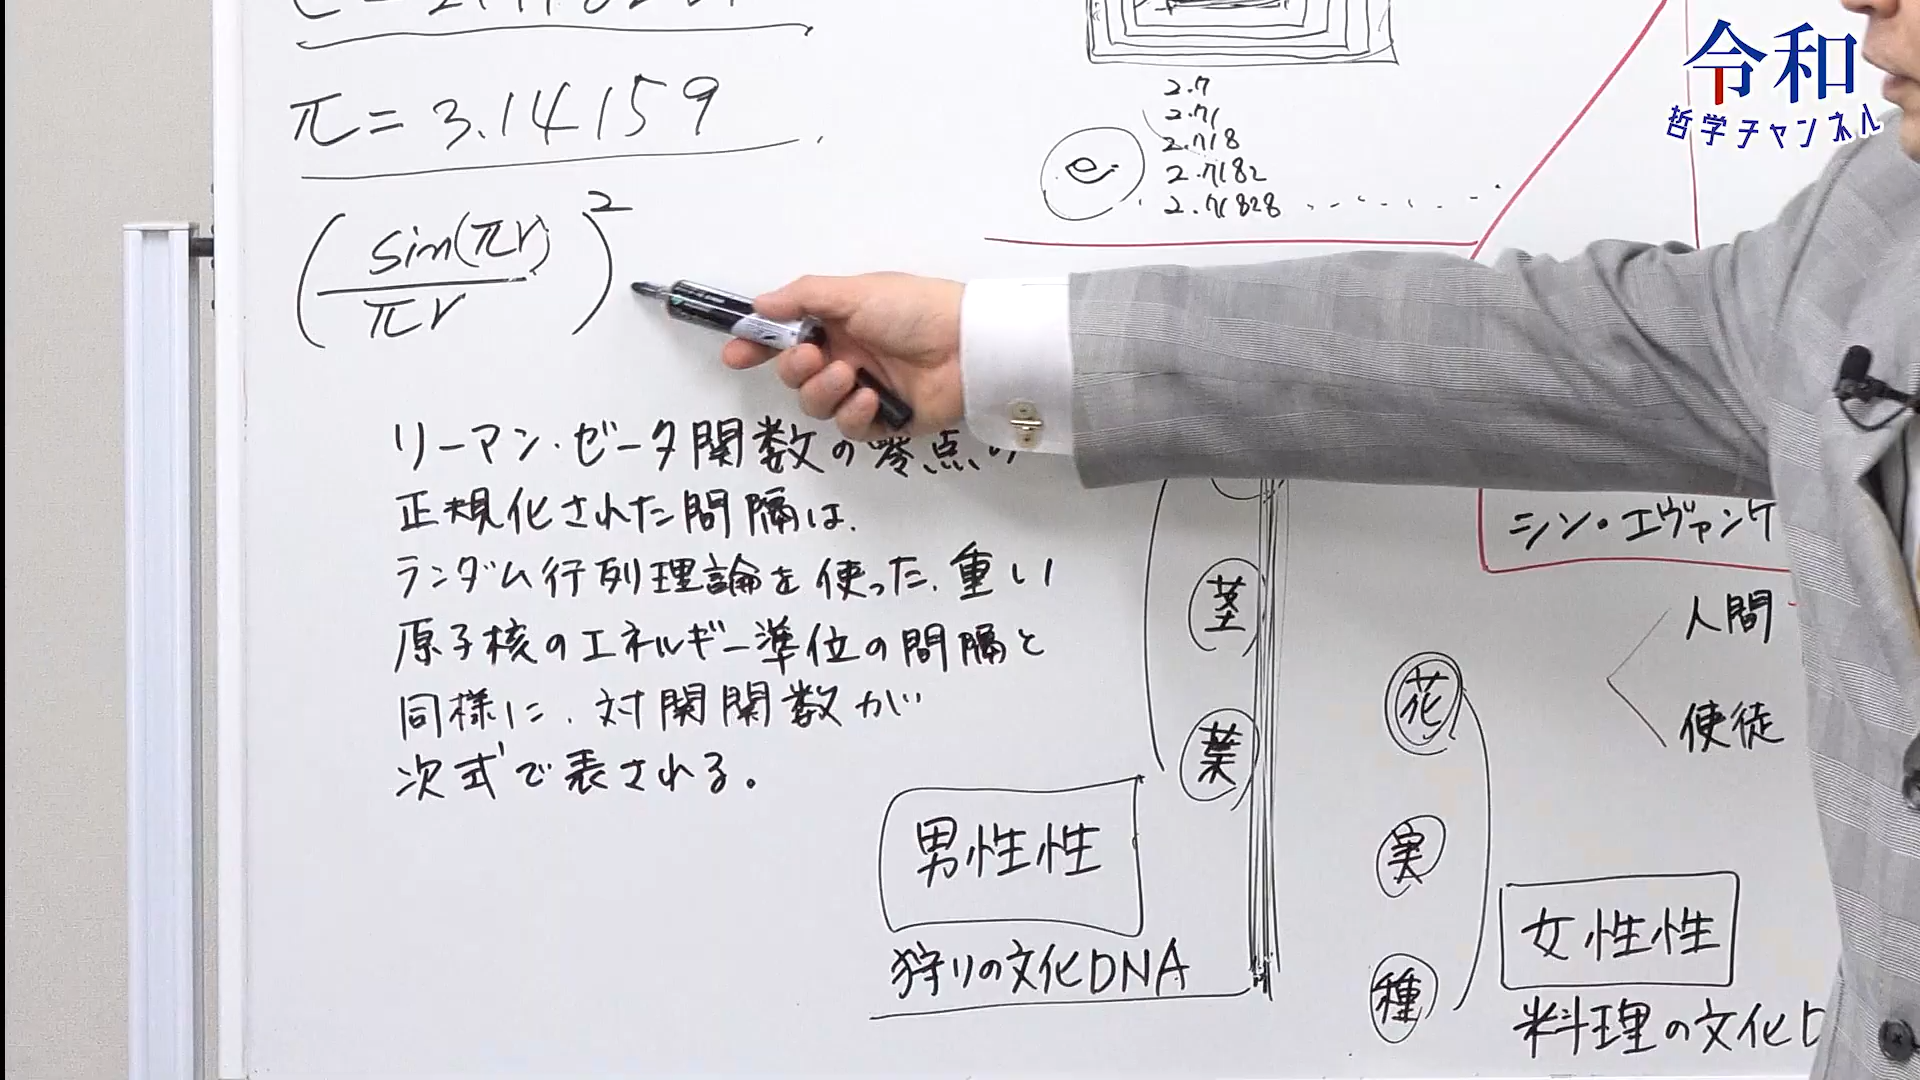 π=3.14159
(sin(πr)/πr)²
2.7
2.71
2.718
2.7182
2.71828......
e
令和
哲学チャンネル
リーマン・ゼータ関数の零点の
正規化された間隔は、
ランダム行列理論を使った、重い
原子核のエネルギー準位の間隔と
同様に、対関関数が
次式で表される。
茎
葉
男性性
狩りの文化DNA
シン・エヴァンゲ
人間
使徒
花
実
種
女性性
料理の文化D